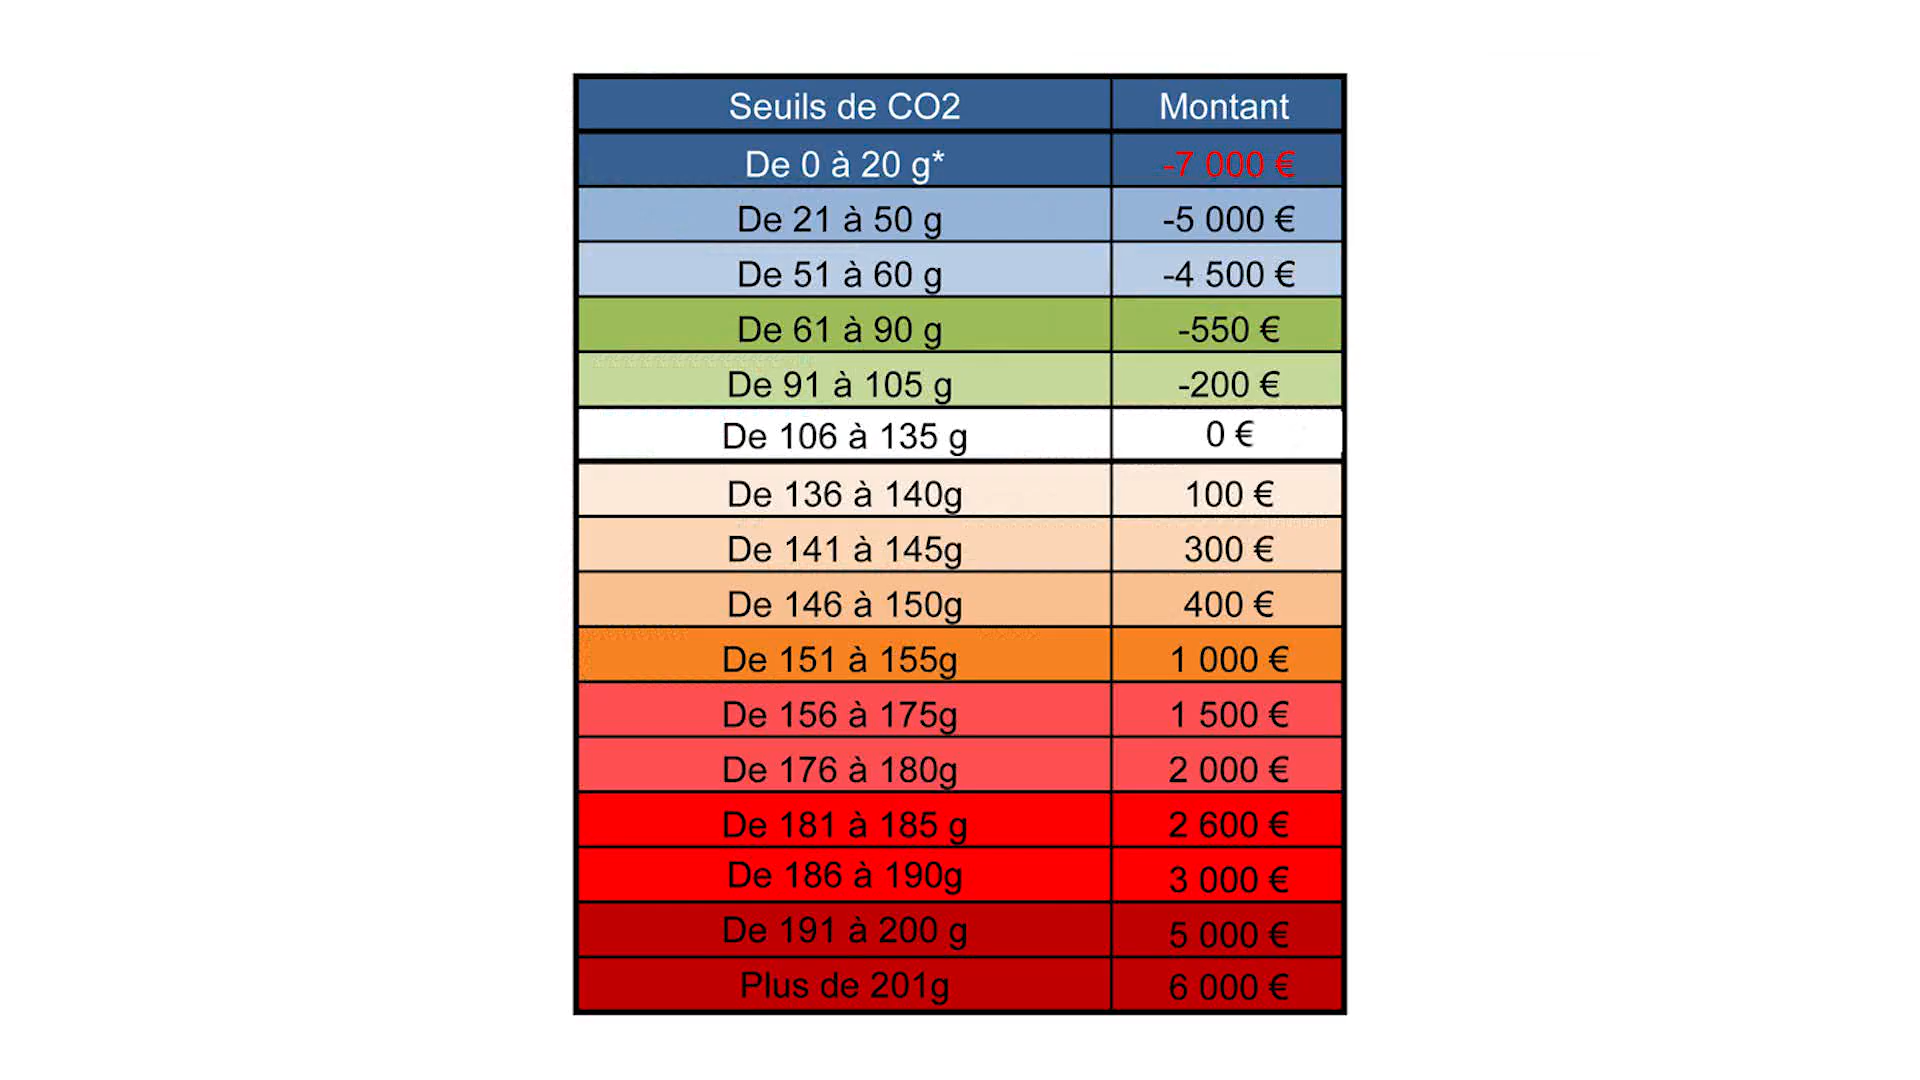 Seuils de CO2 Montant
De 0 à 20 g* -7 000 €
De 21 à 50 g -5 000 €
De 51 à 60 g -4 500 €
De 61 à 90 g -550 €
De 91 à 105 g -200 €
De 106 à 135 g 0 €
De 136 à 140g 100 €
De 141 à 145g 300 €
De 146 à 150g 400 €
De 151 à 155g 1 000 €
De 156 à 175g 1 500 €
De 176 à 180g 2 000 €
De 181 à 185 g 2 600 €
De 186 à 190g 3 000 €
De 191 à 200 g 5 000 €
Plus de 201g 6 000 €